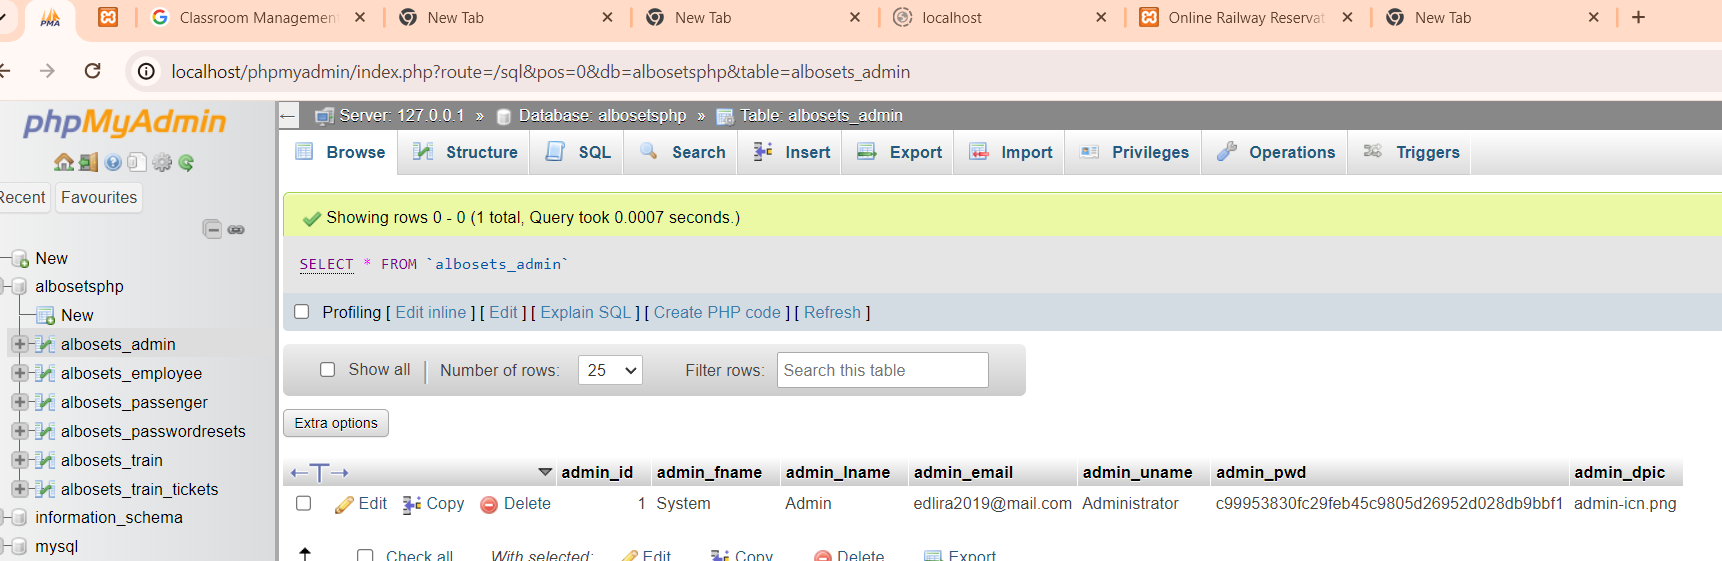 PMA
Classroom Management
New Tab
New Tab
localhost
Online Railway Reservat
New Tab
localhost/phpmyadmin/index.php?route=/sql&pos=0&db=albosetsphp&table=albosets_admin
phpMyAdmin
Recent Favourites
New
albosetsphp
New
albosets_admin
albosets_employee
albosets_passenger
albosets_passwordresets
albosets_train
albosets_train_tickets
information_schema
mysql
Server: 127.0.0.1 » Database: albosetsphp » Table: albosets_admin
Browse Structure SQL Search Insert Export Import Privileges Operations Triggers
Showing rows 0 - 0 (1 total, Query took 0.0007 seconds.)
SELECT * FROM `albosets_admin`
Profiling [ Edit inline ] [ Edit ] [ Explain SQL ] [ Create PHP code ] [ Refresh ]
Show all Number of rows: 25 Filter rows: Search this table
Extra options
admin_id admin_fname admin_lname admin_email admin_uname admin_pwd admin_dpic
Edit Copy Delete 1 System Admin edlira2019@mail.com Administrator c99953830fc29feb45c9805d26952d028db9bbf1 admin-icn.png
Check all With selected: Edit Copy Delete Export